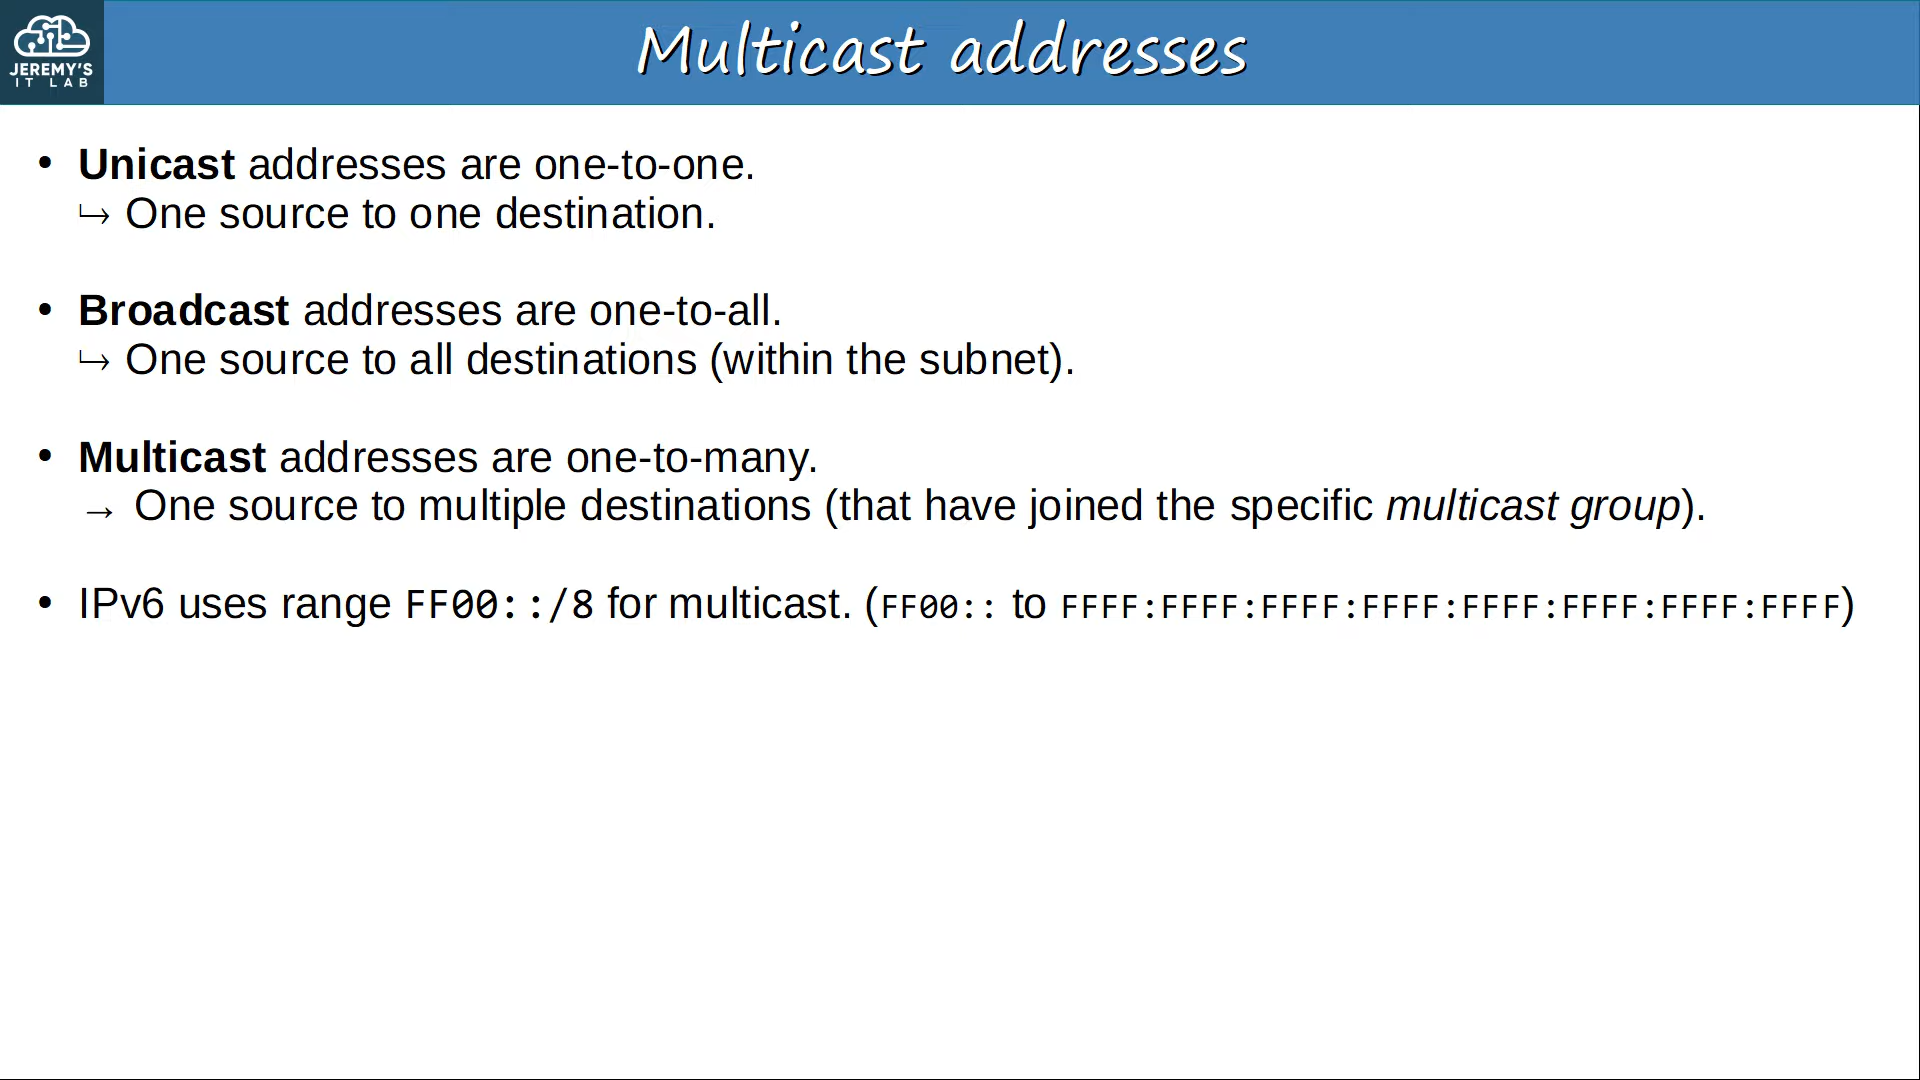 JEREMY'S
IT LAB
Multicast addresses
• Unicast addresses are one-to-one.
↪ One source to one destination.
• Broadcast addresses are one-to-all.
↪ One source to all destinations (within the subnet).
• Multicast addresses are one-to-many.
→ One source to multiple destinations (that have joined the specific multicast group).
• IPv6 uses range FF00::/8 for multicast. (FF00:: to FFFF:FFFF:FFFF:FFFF:FFFF:FFFF:FFFF:FFFF)